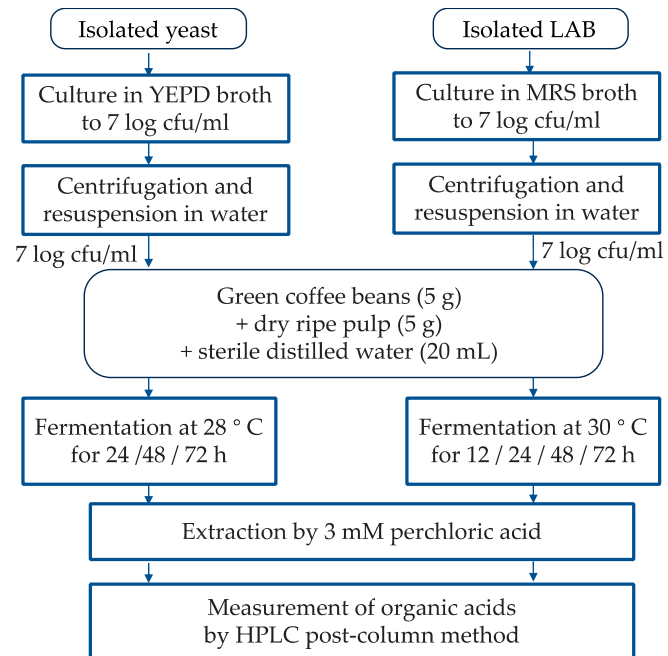 Isolated yeast
Isolated LAB
Culture in YEPD broth
to 7 log cfu/ml
Culture in MRS broth
to 7 log cfu/ml
Centrifugation and
resuspension in water
Centrifugation and
resuspension in water
7 log cfu/ml
7 log cfu/ml
Green coffee beans (5 g)
+ dry ripe pulp (5 g)
+ sterile distilled water (20 mL)
Fermentation at 28 ° C
for 24 /48 / 72 h
Fermentation at 30 ° C
for 12 / 24 / 48 / 72 h
Extraction by 3 mM perchloric acid
Measurement of organic acids
by HPLC post-column method